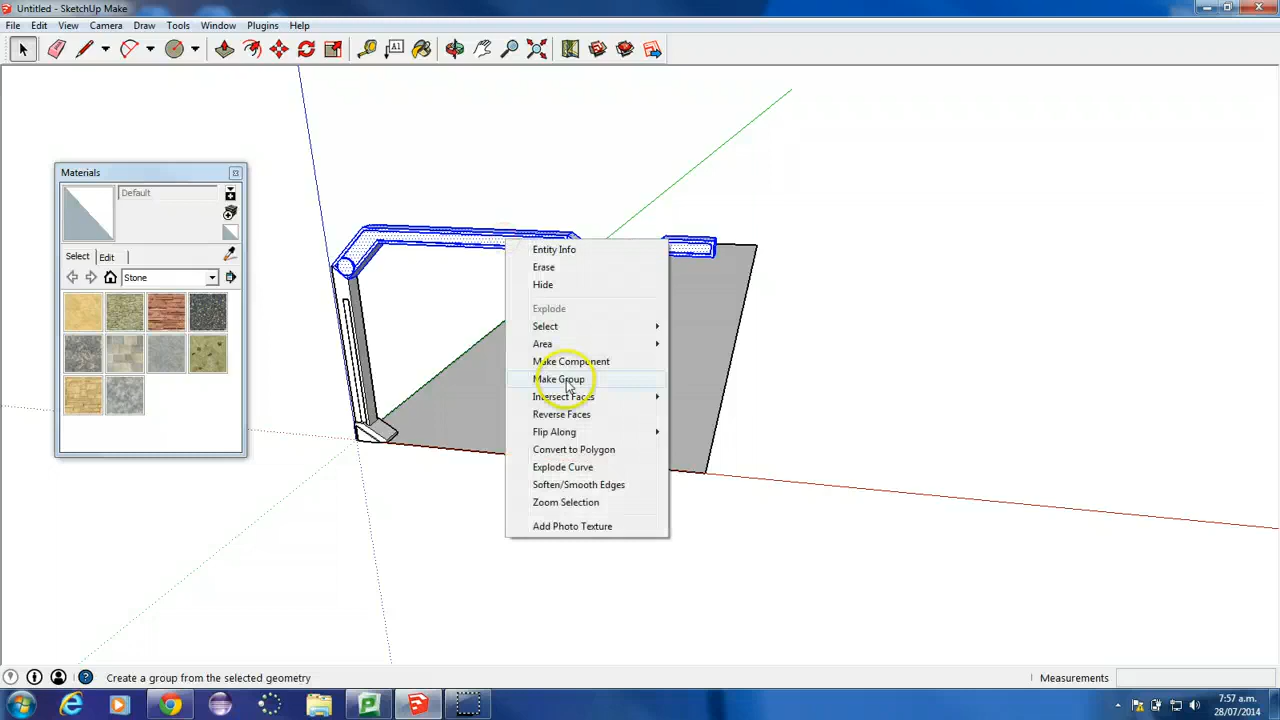 Untitled - SketchUp Make
File Edit View Camera Draw Tools Window Plugins Help
A1
Materials
Default
Select Edit
Stone
Entity Info
Erase
Hide
Explode
Select
Area
Make Component
Make Group
Intersect Faces
Reverse Faces
Flip Along
Convert to Polygon
Explode Curve
Soften/Smooth Edges
Zoom Selection
Add Photo Texture
Create a group from the selected geometry
Measurements
7:57 a.m.
28/07/2014